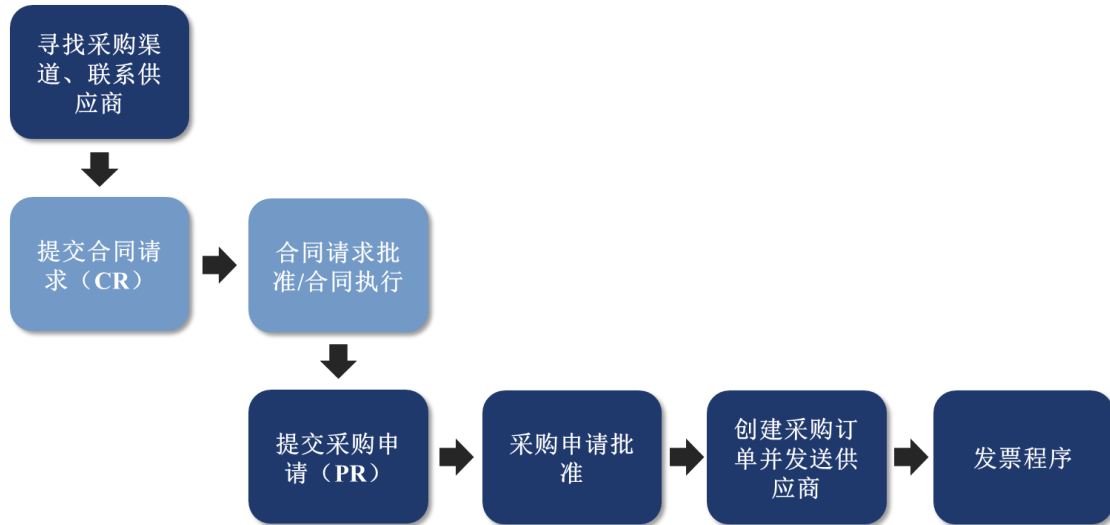 寻找采购渠
道、联系供
应商
提交合同请
求（CR）
合同请求批
准/合同执行
提交采购申
请（PR）
采购申请批
准
创建采购订
单并发送供
应商
发票程序